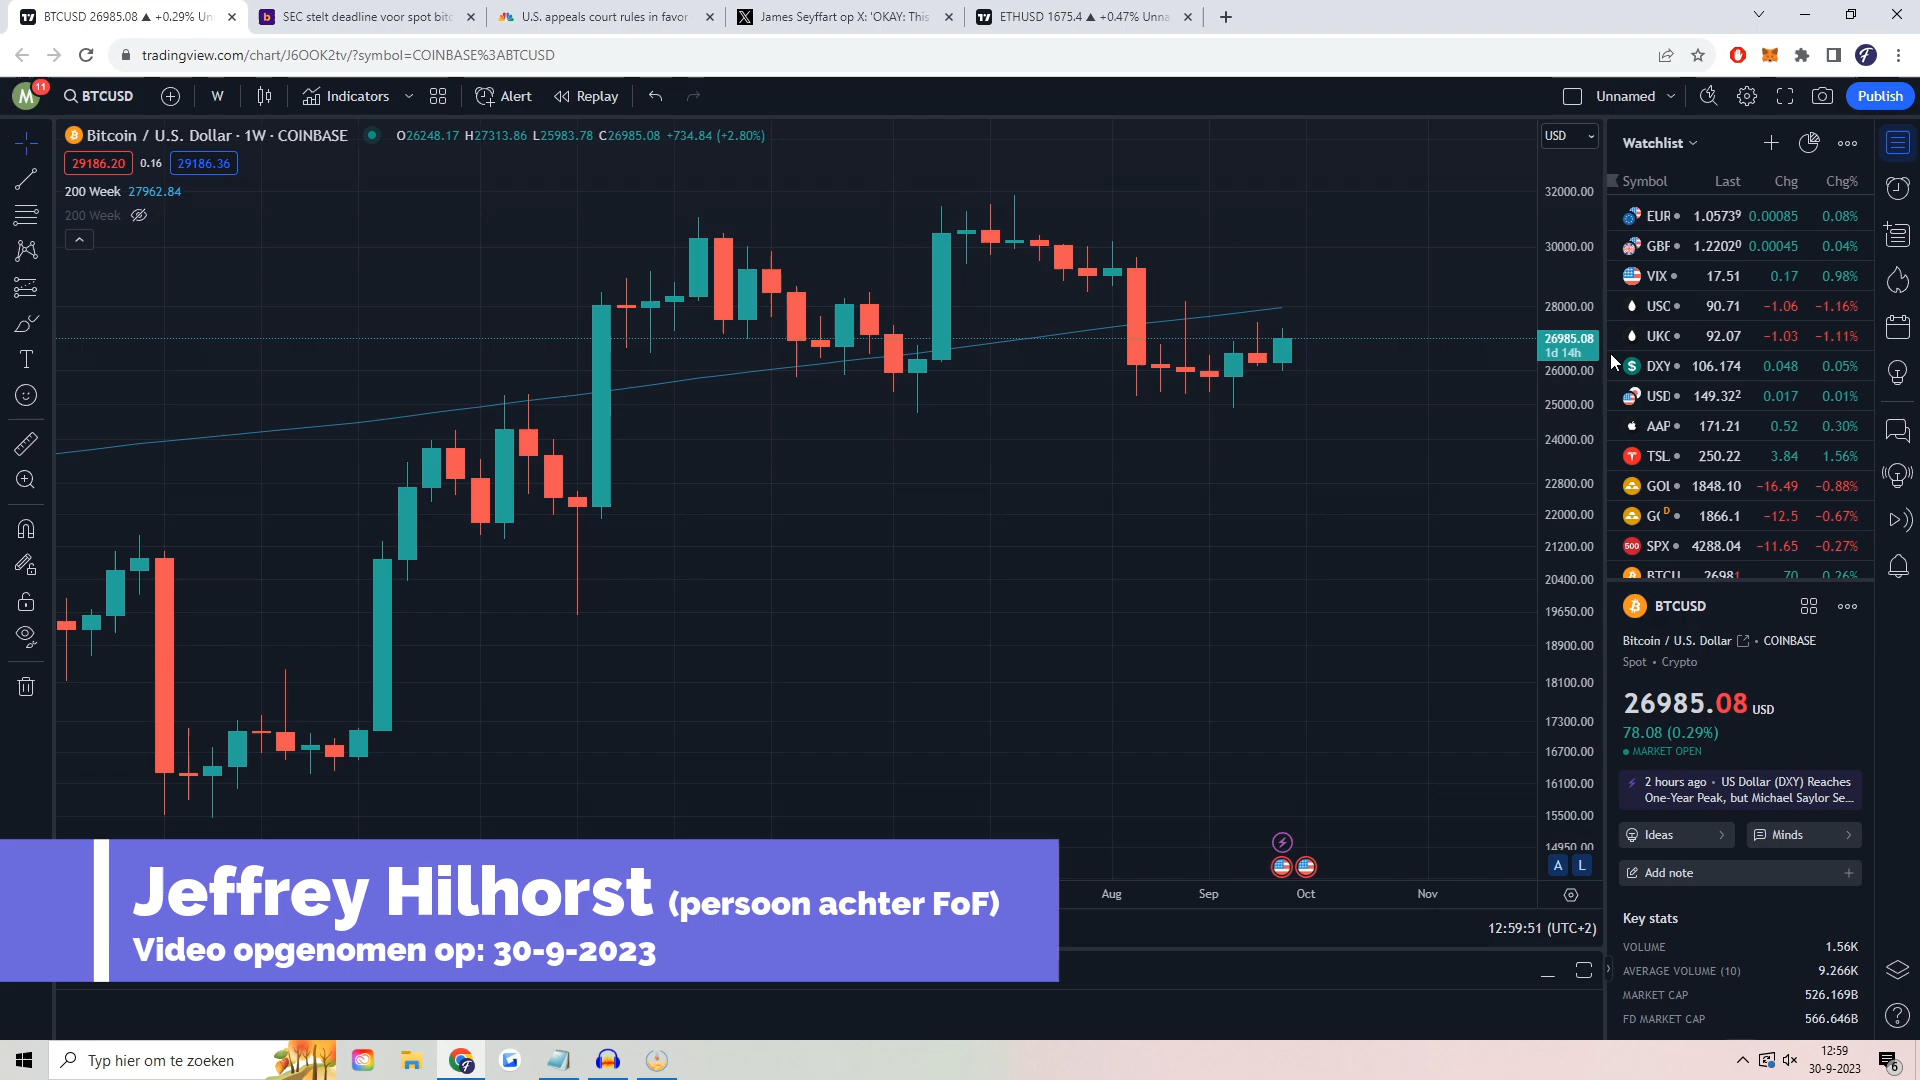 BTCUSD 26985.08 ▲ +0.29% Un
SEC stelt deadline voor spot bitc
U.S. appeals court rules in favor
James Seyffart op X: 'OKAY: This
ETHUSD 1675.4 ▲ +0.47% Unna
tradingview.com/chart/J6OOK2tv/?symbol=COINBASE%3ABTCUSD
M 11 BTCUSD W Indicators Alert Replay Unnamed Publish
Bitcoin / U.S. Dollar · 1W · COINBASE O26248.17 H27313.86 L25983.78 C26985.08 +734.84 (+2.80%)
29186.20 0.16 29186.36
200 Week 27962.84
200 Week
USD
32000.00
30000.00
28000.00
26985.08
1d 14h
26000.00
25000.00
24000.00
22800.00
22000.00
21200.00
20400.00
19650.00
18900.00
18100.00
17300.00
16700.00
16100.00
15500.00
14950.00
A L
Aug Sep Oct Nov
12:59:51 (UTC+2)
Watchlist
Symbol Last Chg Chg%
EUR 1.05739 0.00085 0.08%
GBP 1.22020 0.00045 0.04%
VIX 17.51 0.17 0.98%
USC 90.71 −1.06 −1.16%
UKC 92.07 −1.03 −1.11%
DXY 106.174 0.048 0.05%
USD 149.322 0.017 0.01%
AAP 171.21 0.52 0.30%
TSL 250.22 3.84 1.56%
GOL 1848.10 −16.49 −0.88%
GC D 1866.1 −12.5 −0.67%
500 SPX 4288.04 −11.65 −0.27%
BTCU 26981 70 0.26%
BTCUSD
Bitcoin / U.S. Dollar • COINBASE
Spot • Crypto
26985.08 USD
78.08 (0.29%)
MARKET OPEN
2 hours ago • US Dollar (DXY) Reaches
One-Year Peak, but Michael Saylor Se...
Ideas Minds
Add note
Key stats
VOLUME 1.56K
AVERAGE VOLUME (10) 9.266K
MARKET CAP 526.169B
FD MARKET CAP 566.646B
Jeffrey Hilhorst (persoon achter FoF)
Video opgenomen op: 30-9-2023
Typ hier om te zoeken
12:59
30-9-2023
6